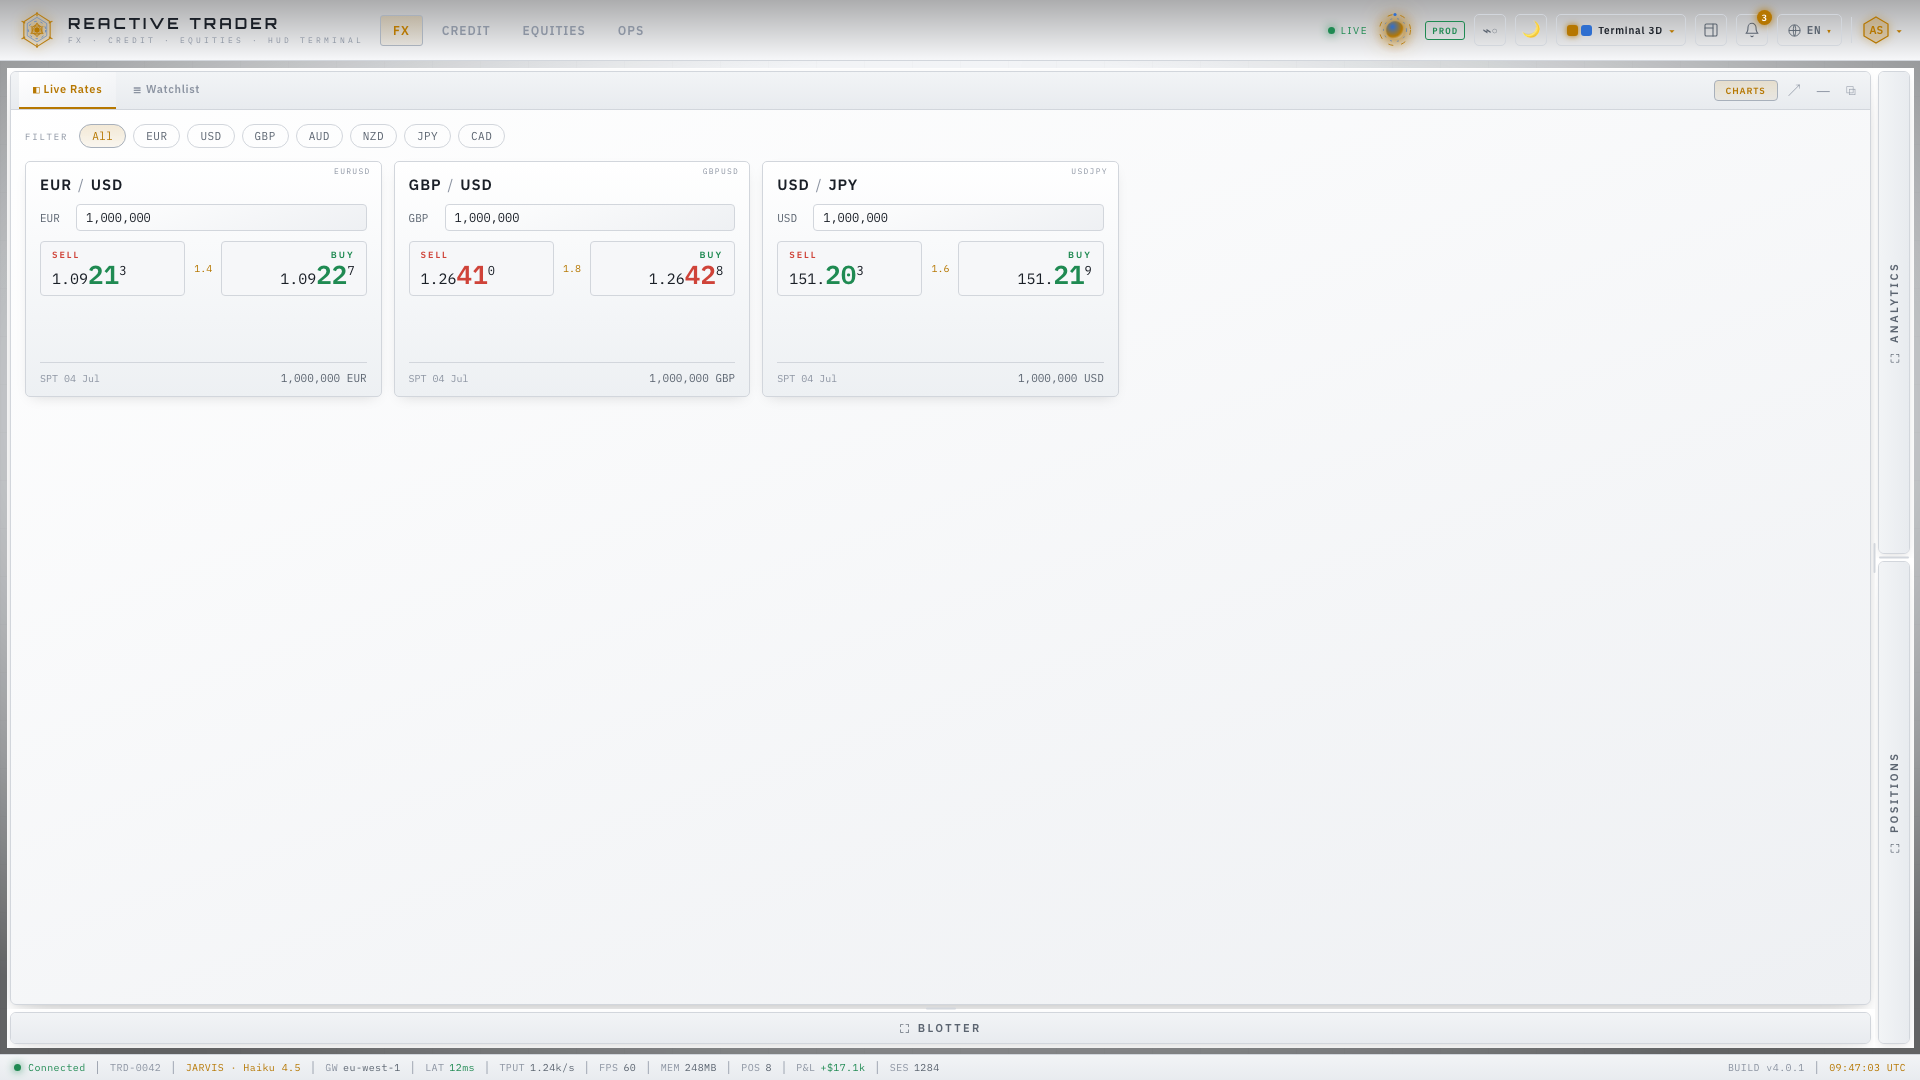 REACTIVE TRADER
FX · CREDIT · EQUITIES · HUD TERMINAL
FX CREDIT EQUITIES OPS
LIVE
PROD
Terminal 3D
3
EN
AS
Live Rates
Watchlist
CHARTS
FILTER All EUR USD GBP AUD NZD JPY CAD
EURUSD
EUR / USD
EUR 1,000,000
SELL
1.09213
1.4
BUY
1.09227
SPT 04 Jul 1,000,000 EUR
GBPUSD
GBP / USD
GBP 1,000,000
SELL
1.26410
1.8
BUY
1.26428
SPT 04 Jul 1,000,000 GBP
USDJPY
USD / JPY
USD 1,000,000
SELL
151.203
1.6
BUY
151.219
SPT 04 Jul 1,000,000 USD
ANALYTICS
POSITIONS
BLOTTER
Connected TRD-0042 JARVIS · Haiku 4.5 GW eu-west-1 LAT 12ms TPUT 1.24k/s FPS 60 MEM 248MB POS 8 P&L +$17.1k SES 1284 BUILD v4.0.1 09:47:03 UTC